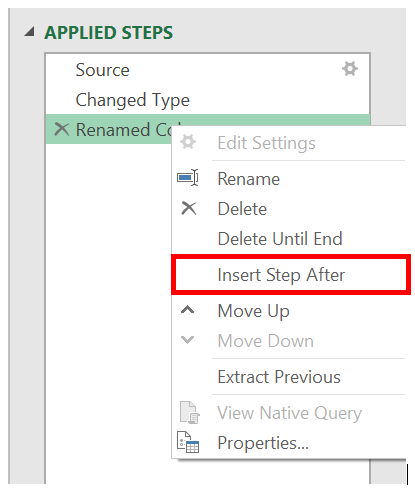 APPLIED STEPS
Source
Changed Type
Renamed Co
Edit Settings
Rename
Delete
Delete Until End
Insert Step After
Move Up
Move Down
Extract Previous
View Native Query
Properties...